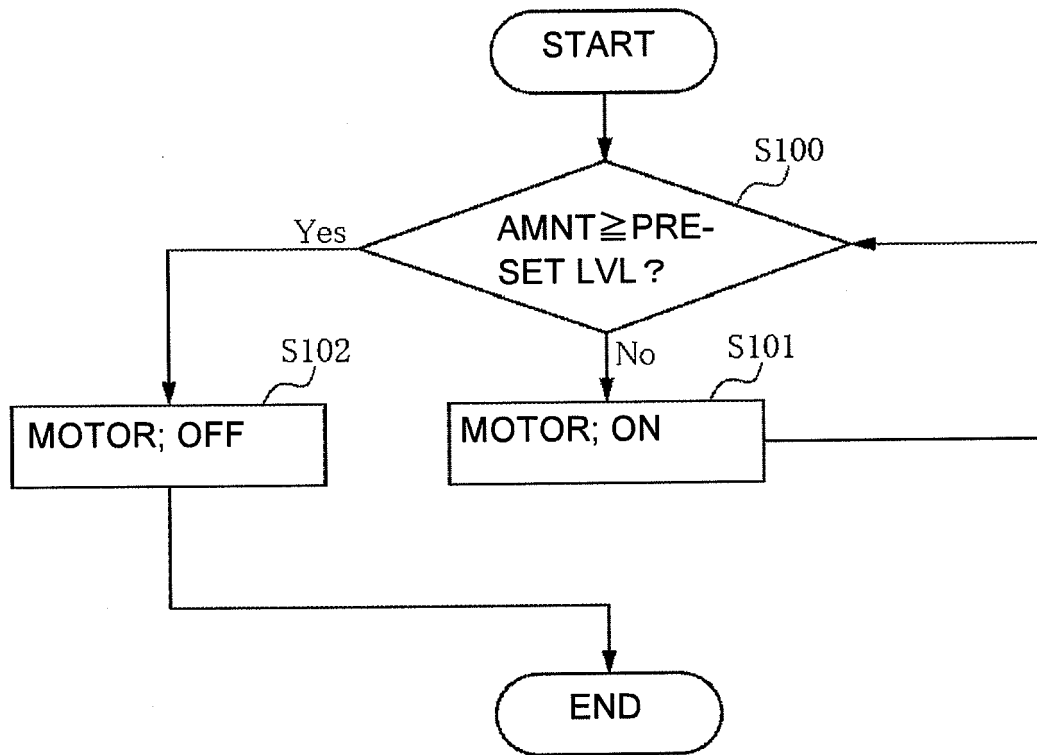 START
S100
AMNT≧PRE-
SET LVL?
Yes
No
S102
S101
MOTOR; OFF
MOTOR; ON
END